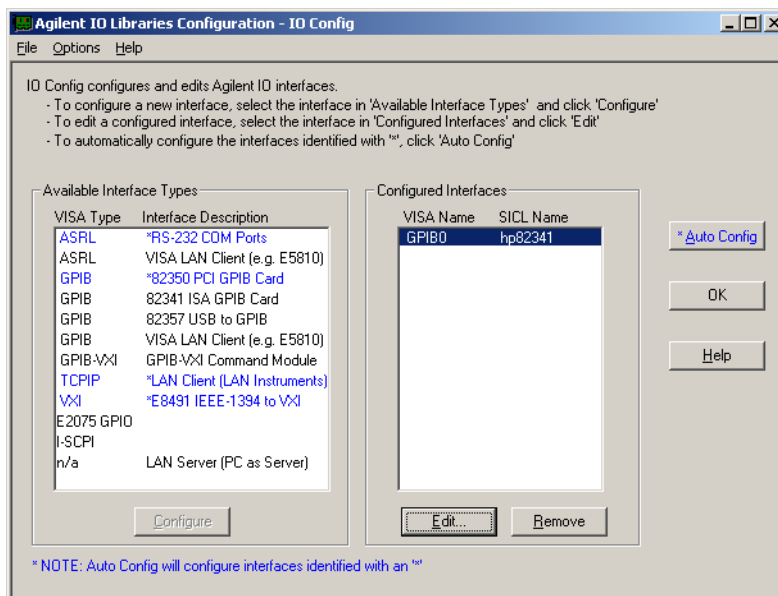 Agilent IO Libraries Configuration - IO Config
File Options Help
IO Config configures and edits Agilent IO interfaces.
- To configure a new interface, select the interface in 'Available Interface Types' and click 'Configure'
- To edit a configured interface, select the interface in 'Configured Interfaces' and click 'Edit'
- To automatically configure the interfaces identified with '*', click 'Auto Config'
Available Interface Types
VISA Type Interface Description
ASRL *RS-232 COM Ports
ASRL VISA LAN Client (e.g. E5810)
GPIB *82350 PCI GPIB Card
GPIB 82341 ISA GPIB Card
GPIB 82357 USB to GPIB
GPIB VISA LAN Client (e.g. E5810)
GPIB-VXI GPIB-VXI Command Module
TCPIP *LAN Client (LAN Instruments)
VXI *E8491 IEEE-1394 to VXI
E2075 GPIO
I-SCPI
n/a LAN Server (PC as Server)
Configure
Configured Interfaces
VISA Name SICL Name
GPIB0 hp82341
Edit... Remove
* Auto Config
OK
Help
* NOTE: Auto Config will configure interfaces identified with an '*'